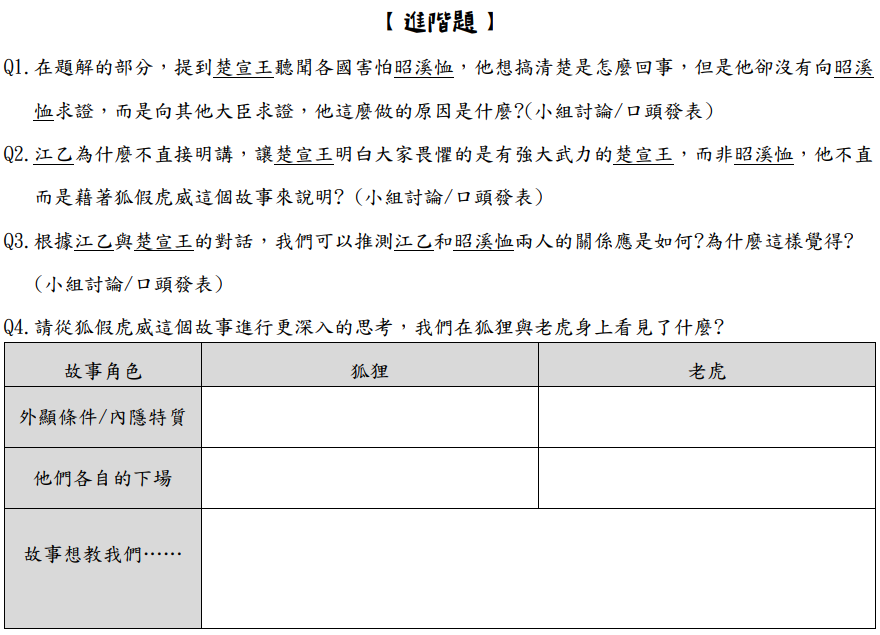 【 進階題 】
Q1. 在題解的部分，提到楚宣王聽聞各國害怕昭溪恤，他想搞清楚是怎麼回事，但是他卻沒有向昭溪
恤求證，而是向其他大臣求證，他這麼做的原因是什麼?(小組討論/口頭發表)
Q2. 江乙為什麼不直接明講，讓楚宣王明白大家畏懼的是有強大武力的楚宣王，而非昭溪恤，他不直
而是藉著狐假虎威這個故事來說明? (小組討論/口頭發表)
Q3. 根據江乙與楚宣王的對話，我們可以推測江乙和昭溪恤兩人的關係應是如何?為什麼這樣覺得?
(小組討論/口頭發表)
Q4. 請從狐假虎威這個故事進行更深入的思考，我們在狐狸與老虎身上看見了什麼?
故事角色 狐狸 老虎
外顯條件/內隱特質
他們各自的下場
故事想教我們……